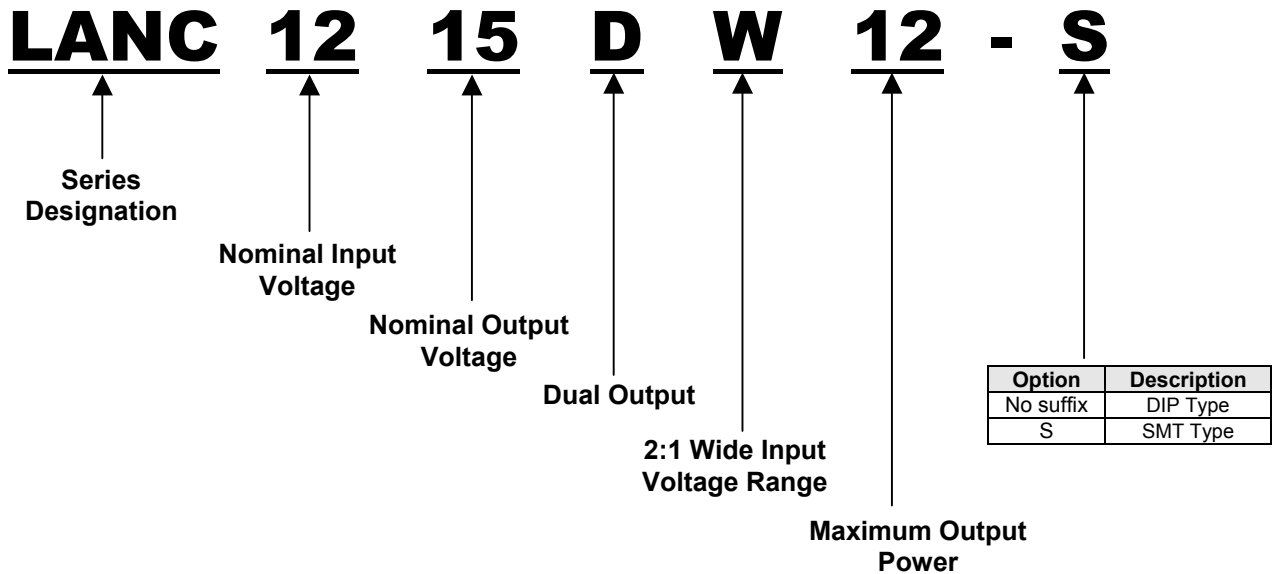 LANC 12 15 D W 12 - S
Series
Designation
Nominal Input
Voltage
Nominal Output
Voltage
Dual Output
2:1 Wide Input
Voltage Range
Maximum Output
Power
Option Description
No suffix DIP Type
S SMT Type